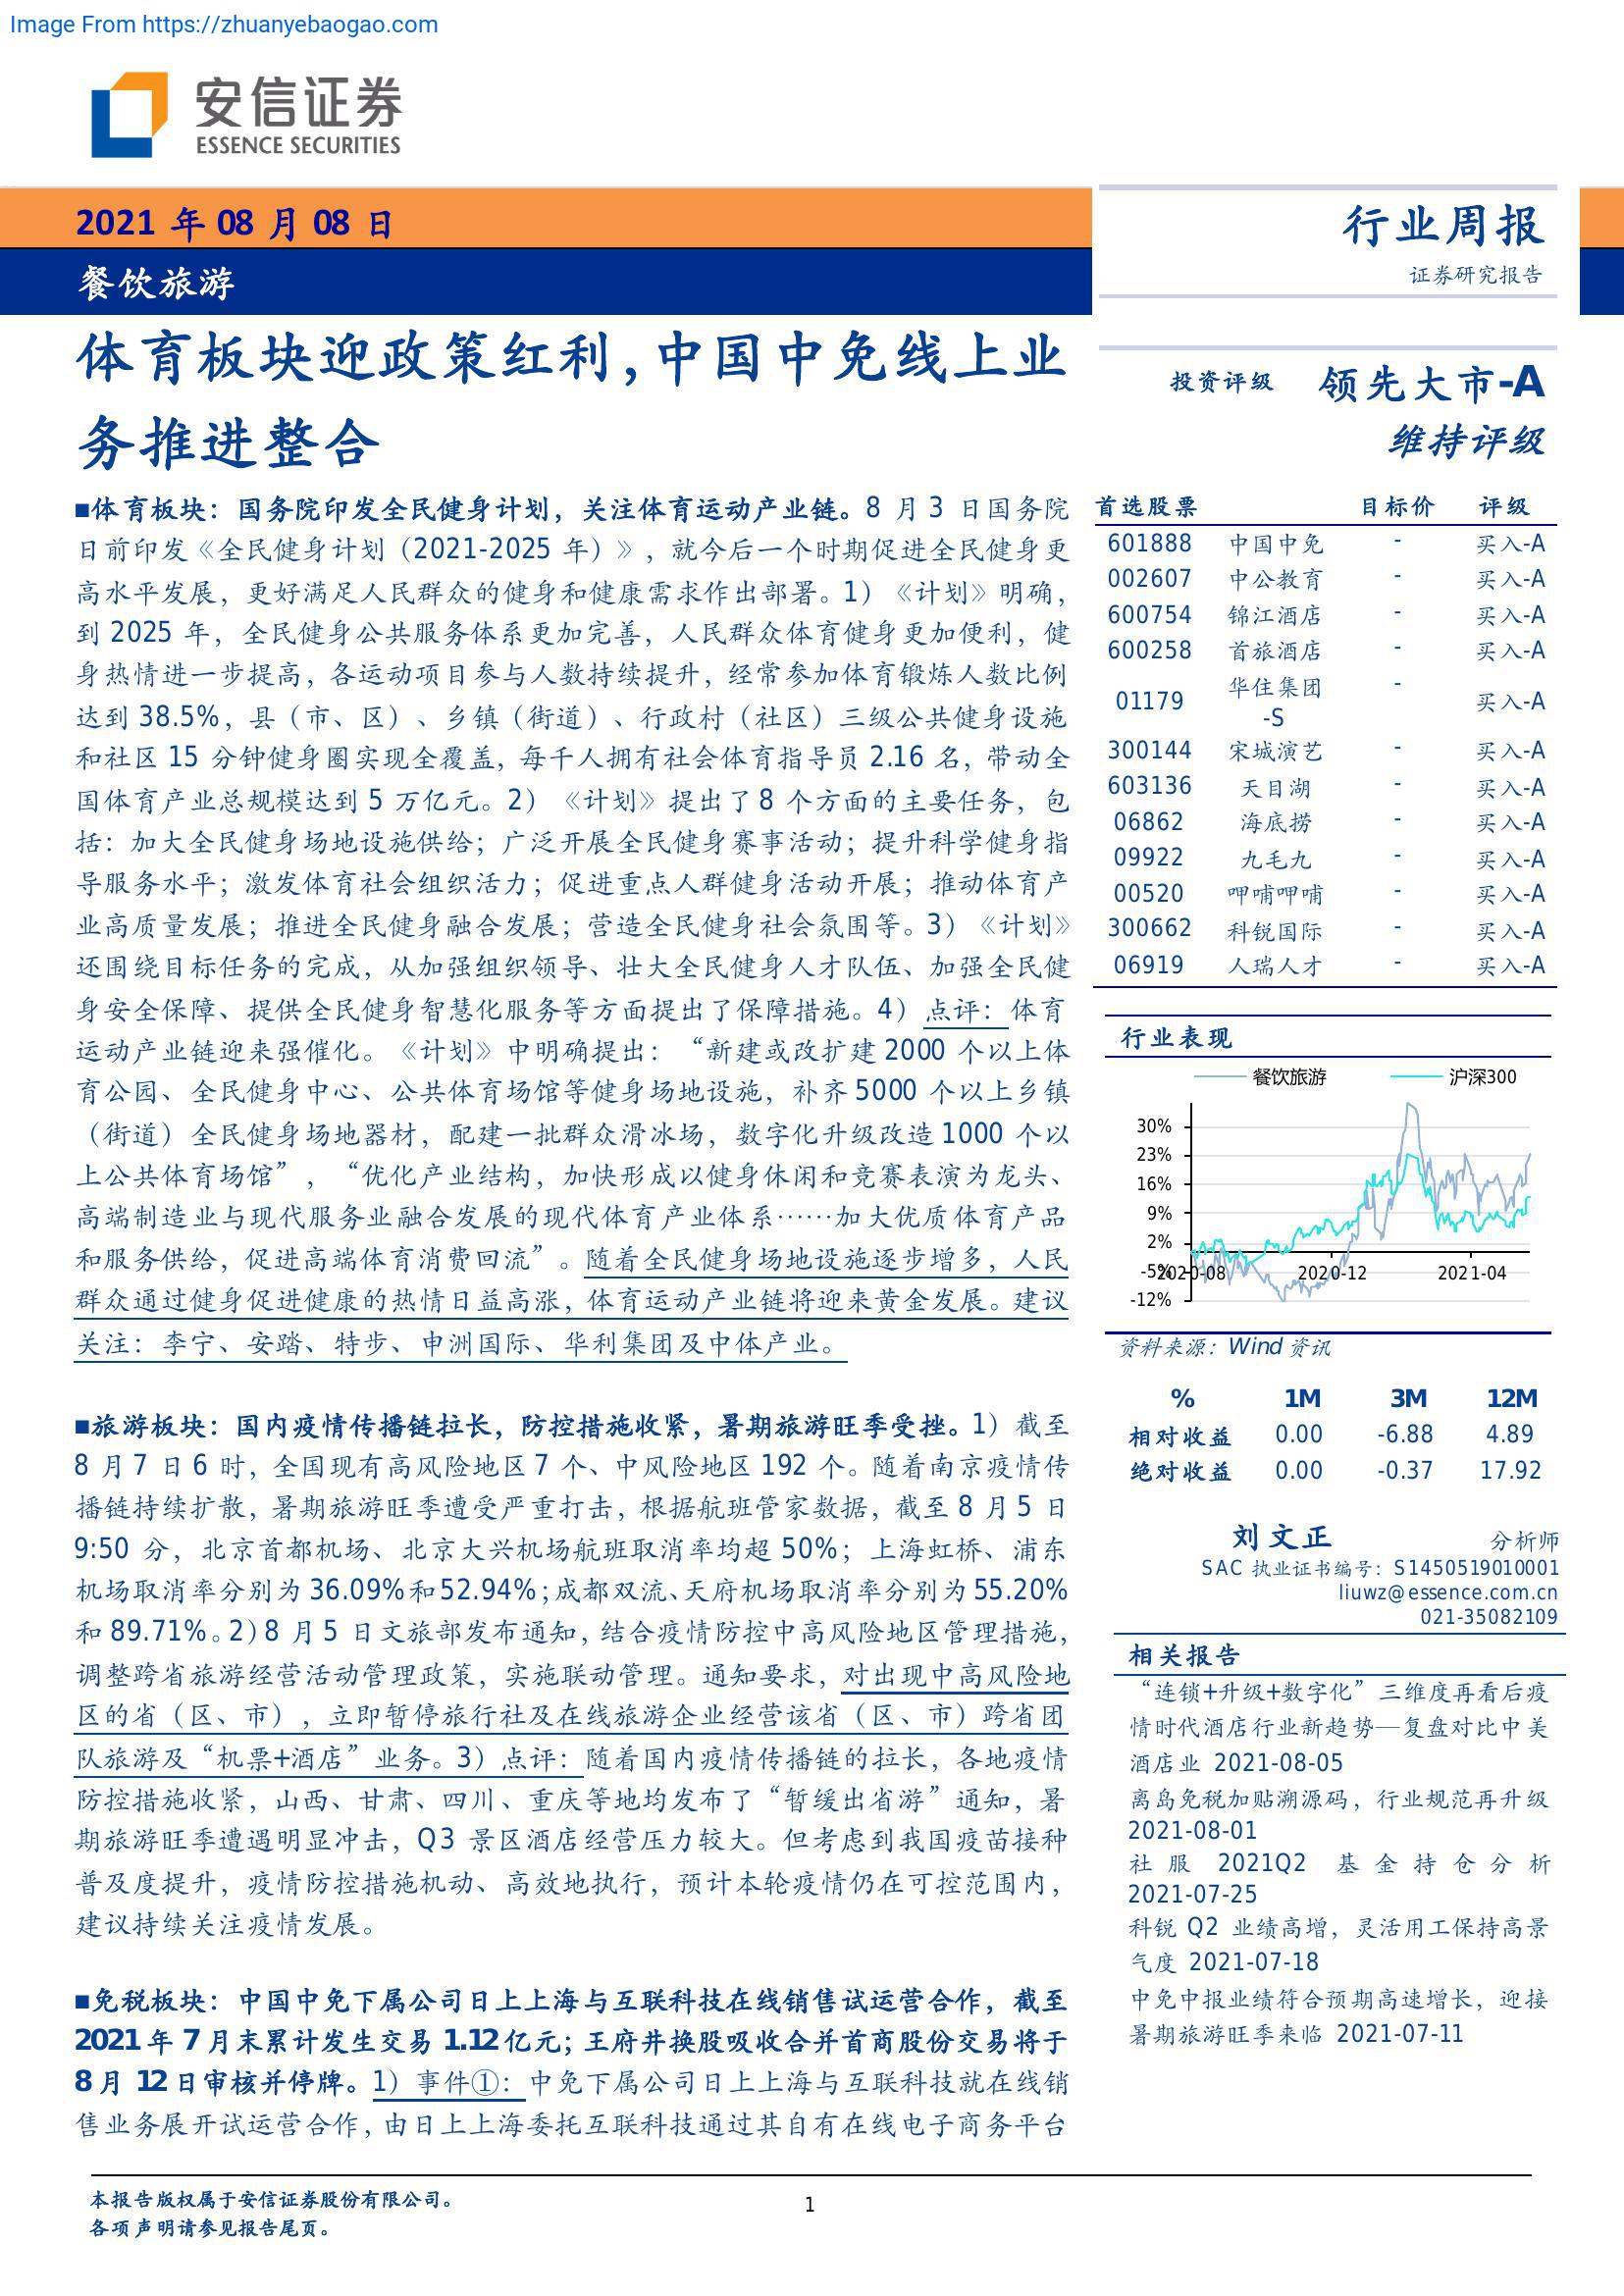 Image From https://zhuanyebaogao.com
安信证券
ESSENCE SECURITIES
2021 年 08 月 08 日
餐饮旅游
行业周报
证券研究报告
体育板块迎政策红利，中国中免线上业
务推进整合
■体育板块：国务院印发全民健身计划，关注体育运动产业链。8 月 3 日国务院
日前印发《全民健身计划（2021-2025 年）》，就今后一个时期促进全民健身更
高水平发展，更好满足人民群众的健身和健康需求作出部署。1）《计划》明确，
到 2025 年，全民健身公共服务体系更加完善，人民群众体育健身更加便利，健
身热情进一步提高，各运动项目参与人数持续提升，经常参加体育锻炼人数比例
达到 38.5%，县（市、区）、乡镇（街道）、行政村（社区）三级公共健身设施
和社区 15 分钟健身圈实现全覆盖，每千人拥有社会体育指导员 2.16 名，带动全
国体育产业总规模达到 5 万亿元。2）《计划》提出了 8 个方面的主要任务，包
括：加大全民健身场地设施供给；广泛开展全民健身赛事活动；提升科学健身指
导服务水平；激发体育社会组织活力；促进重点人群健身活动开展；推动体育产
业高质量发展；推进全民健身融合发展；营造全民健身社会氛围等。3）《计划》
还围绕目标任务的完成，从加强组织领导、壮大全民健身人才队伍、加强全民健
身安全保障、提供全民健身智慧化服务等方面提出了保障措施。4）点评：体育
运动产业链迎来强催化。《计划》中明确提出：“新建或改扩建 2000 个以上体
育公园、全民健身中心、公共体育场馆等健身场地设施，补齐 5000 个以上乡镇
（街道）全民健身场地器材，配建一批群众滑冰场，数字化升级改造 1000 个以
上公共体育场馆”，“优化产业结构，加快形成以健身休闲和竞赛表演为龙头、
高端制造业与现代服务业融合发展的现代体育产业体系……加大优质体育产品
和服务供给，促进高端体育消费回流”。随着全民健身场地设施逐步增多，人民
群众通过健身促进健康的热情日益高涨，体育运动产业链将迎来黄金发展。建议
关注：李宁、安踏、特步、申洲国际、华利集团及中体产业。
■旅游板块：国内疫情传播链拉长，防控措施收紧，暑期旅游旺季受挫。1）截至
8 月 7 日 6 时，全国现有高风险地区 7 个、中风险地区 192 个。随着南京疫情传
播链持续扩散，暑期旅游旺季遭受严重打击，根据航班管家数据，截至 8 月 5 日
9:50 分，北京首都机场、北京大兴机场航班取消率均超 50%；上海虹桥、浦东
机场取消率分别为 36.09%和 52.94%；成都双流、天府机场取消率分别为 55.20%
和 89.71%。2）8 月 5 日文旅部发布通知，结合疫情防控中高风险地区管理措施，
调整跨省旅游经营活动管理政策，实施联动管理。通知要求，对出现中高风险地
区的省（区、市），立即暂停旅行社及在线旅游企业经营该省（区、市）跨省团
队旅游及“机票+酒店”业务。3）点评：随着国内疫情传播链的拉长，各地疫情
防控措施收紧，山西、甘肃、四川、重庆等地均发布了“暂缓出省游”通知，暑
期旅游旺季遭遇明显冲击，Q3 景区酒店经营压力较大。但考虑到我国疫苗接种
普及度提升，疫情防控措施机动、高效地执行，预计本轮疫情仍在可控范围内，
建议持续关注疫情发展。
■免税板块：中国中免下属公司日上上海与互联科技在线销售试运营合作，截至
2021 年 7 月末累计发生交易 1.12 亿元；王府井换股吸收合并首商股份交易将于
8 月 12 日审核并停牌。1）事件①：中免下属公司日上上海与互联科技就在线销
售业务展开试运营合作，由日上上海委托互联科技通过其自有在线电子商务平台
投资评级 领先大市-A
维持评级
首选股票 目标价 评级
601888 中国中免 - 买入-A
002607 中公教育 - 买入-A
600754 锦江酒店 - 买入-A
600258 首旅酒店 - 买入-A
01179 华住集团-S - 买入-A
300144 宋城演艺 - 买入-A
603136 天目湖 - 买入-A
06862 海底捞 - 买入-A
09922 九毛九 - 买入-A
00520 呷哺呷哺 - 买入-A
300662 科锐国际 - 买入-A
06919 人瑞人才 - 买入-A
行业表现
餐饮旅游 沪深300
30%
23%
16%
9%
2%
-5%
-12%
2020-08 2020-12 2021-04
资料来源：Wind 资讯
% 1M 3M 12M
相对收益 0.00 -6.88 4.89
绝对收益 0.00 -0.37 17.92
刘文正 分析师
SAC 执业证书编号：S1450519010001
liuwz@essence.com.cn
021-35082109
相关报告
“连锁+升级+数字化”三维度再看后疫
情时代酒店行业新趋势—复盘对比中美
酒店业 2021-08-05
离岛免税加贴溯源码，行业规范再升级
2021-08-01
社服 2021Q2 基金持仓分析
2021-07-25
科锐 Q2 业绩高增，灵活用工保持高景
气度 2021-07-18
中免中报业绩符合预期高速增长，迎接
暑期旅游旺季来临 2021-07-11
本报告版权属于安信证券股份有限公司。
各项声明请参见报告尾页。
1